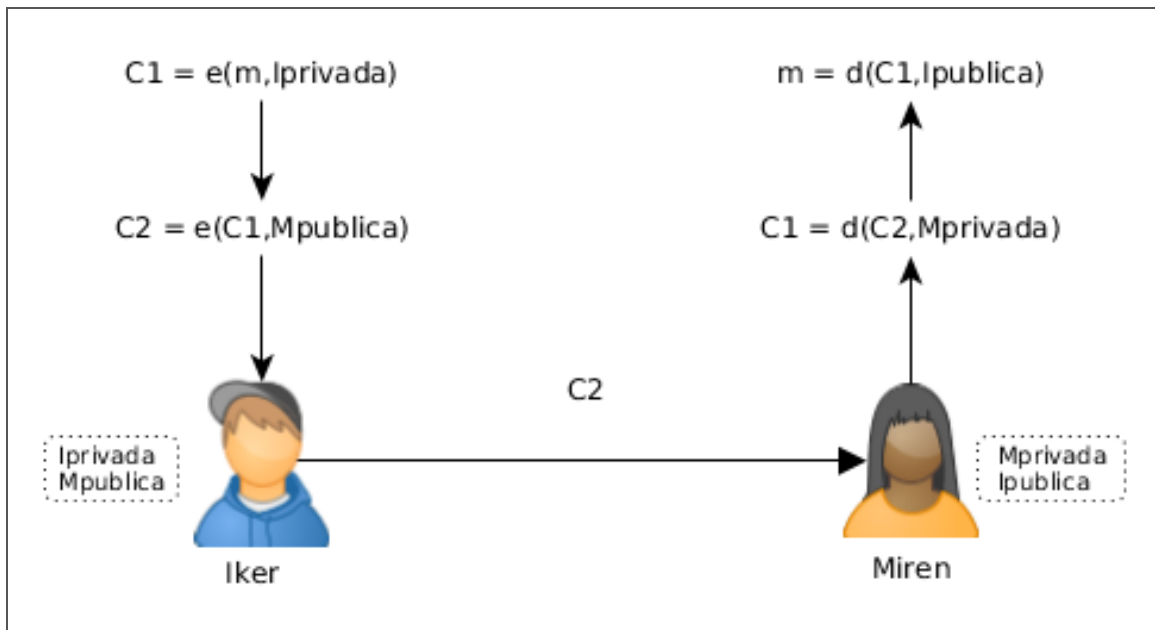 C1 = e(m,Iprivada)
m = d(C1,Ipublica)
C2 = e(C1,Mpublica)
C1 = d(C2,Mprivada)
C2
Iprivada
Mpublica
Mprivada
Ipublica
Iker
Miren